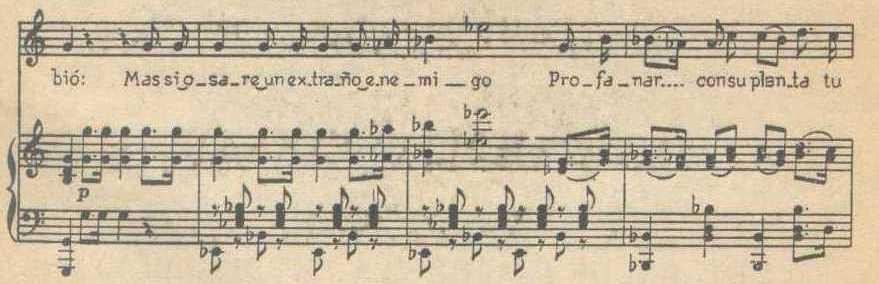 bió: Mas si o_sa_re un ex_tra_ño e_ne_mi_go Pro_fa_nar.... con su plan_ta tu
p